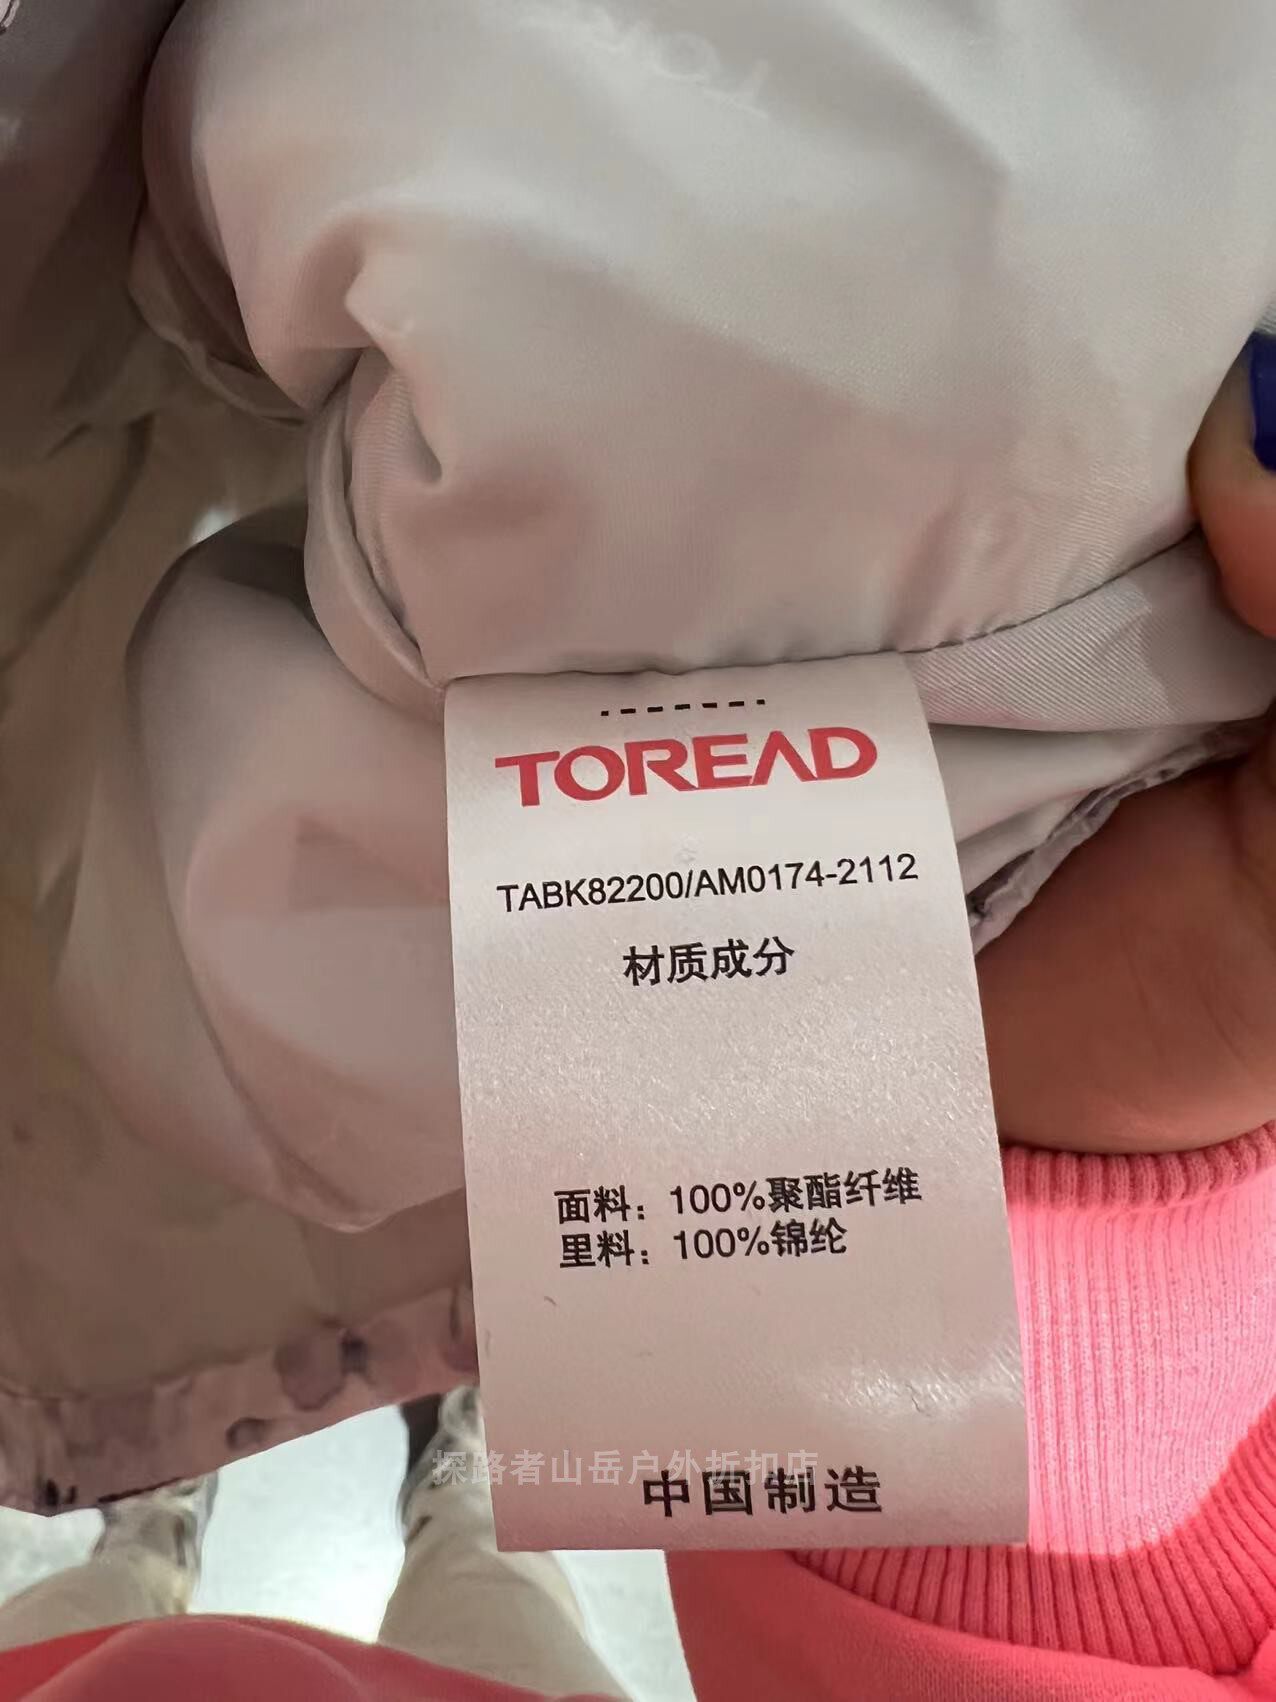 TOREAD
TABK82200/AM0174-2112
材质成分
面料：100%聚酯纤维
里料：100%锦纶
探路者山岳户外折扣店
中国制造